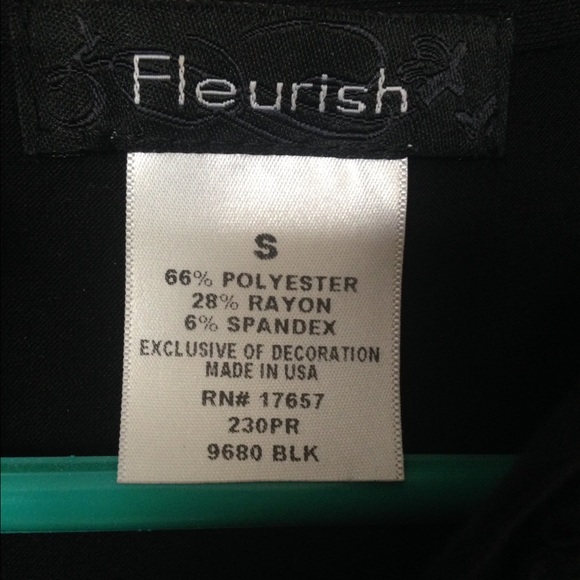 Fleurish
S
66% POLYESTER
28% RAYON
6% SPANDEX
EXCLUSIVE OF DECORATION
MADE IN USA
RN# 17657
230PR
9680 BLK